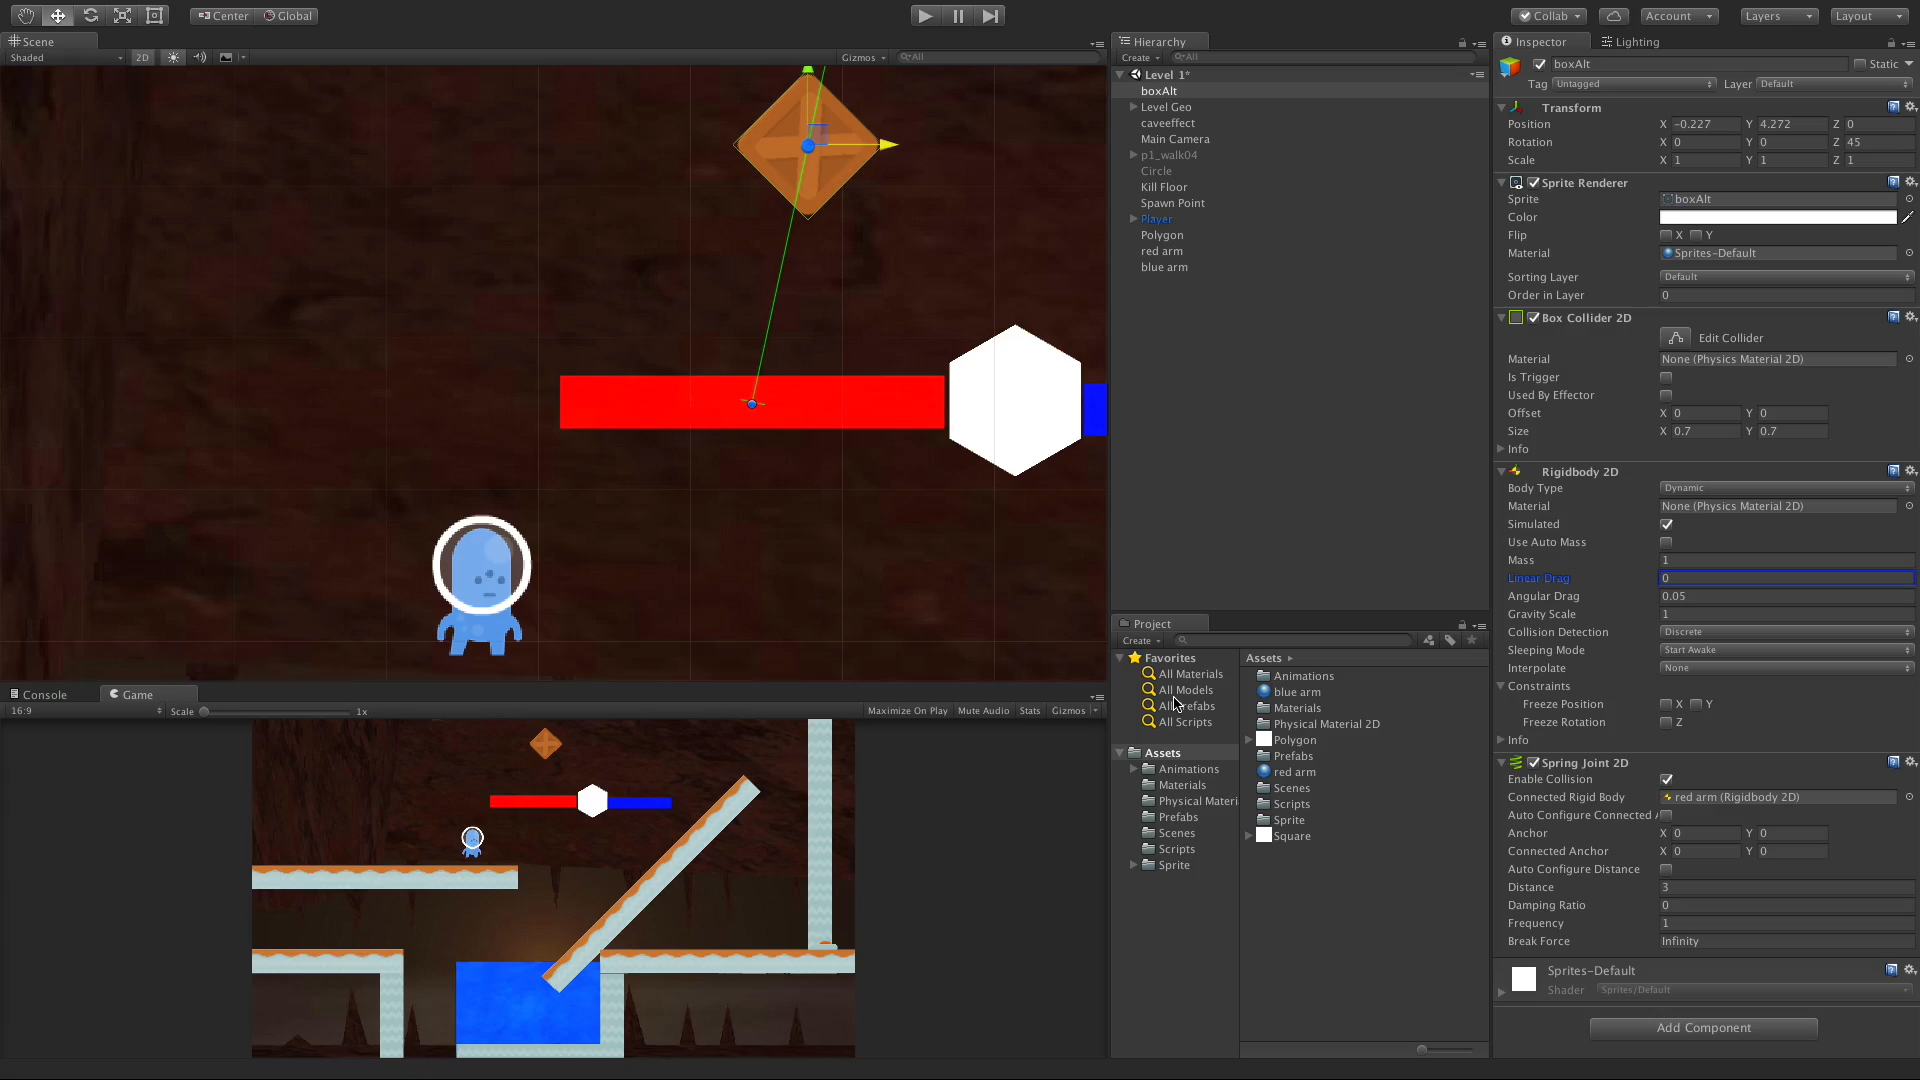 Center Global Collab Account Layers Layout
Scene
Shaded 2D Gizmos All
Hierarchy
Create All
Level 1*
boxAlt
Level Geo
caveeffect
Main Camera
p1_walk04
Circle
Kill Floor
Spawn Point
Player
Polygon
red arm
blue arm
Inspector Lighting
boxAlt Static
Tag Untagged Layer Default
Transform
Position X -0.227 Y 4.272 Z 0
Rotation X 0 Y 0 Z 45
Scale X 1 Y 1 Z 1
Sprite Renderer
Sprite boxAlt
Color
Flip X Y
Material Sprites-Default
Sorting Layer Default
Order in Layer 0
Box Collider 2D
Edit Collider
Material None (Physics Material 2D)
Is Trigger
Used By Effector
Offset X 0 Y 0
Size X 0.7 Y 0.7
Info
Rigidbody 2D
Body Type Dynamic
Material None (Physics Material 2D)
Simulated
Use Auto Mass
Mass 1
Linear Drag 0
Angular Drag 0.05
Gravity Scale 1
Collision Detection Discrete
Sleeping Mode Start Awake
Interpolate None
Constraints
Freeze Position X Y
Freeze Rotation Z
Info
Spring Joint 2D
Enable Collision
Connected Rigid Body red arm (Rigidbody 2D)
Auto Configure Connected
Anchor X 0 Y 0
Connected Anchor X 0 Y 0
Auto Configure Distance
Distance 3
Damping Ratio 0
Frequency 1
Break Force Infinity
Sprites-Default
Shader Sprites/Default
Add Component
Console Game
16:9 Scale 1x Maximize On Play Mute Audio Stats Gizmos
Project
Create
Favorites
All Materials
All Models
All Prefabs
All Scripts
Assets
Animations
Materials
Physical Materi
Prefabs
Scenes
Scripts
Sprite
Assets
Animations
blue arm
Materials
Physical Material 2D
Polygon
Prefabs
red arm
Scenes
Scripts
Sprite
Square